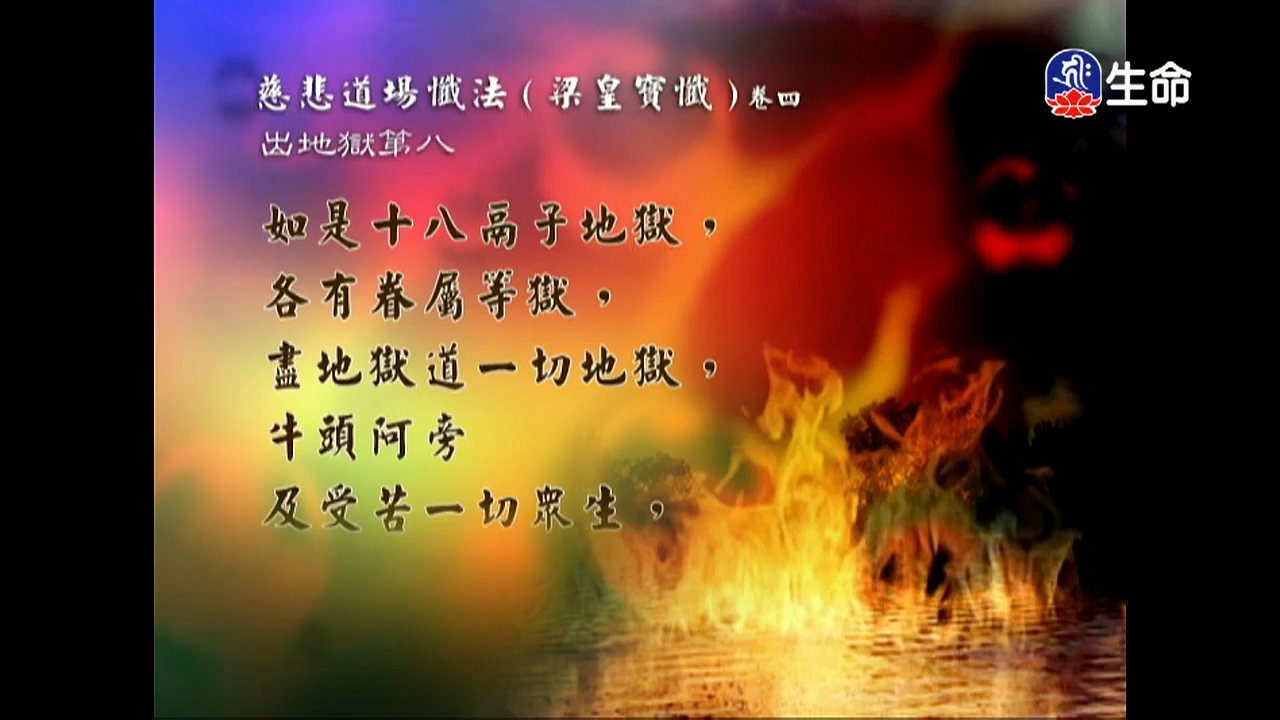 慈悲道場懺法(梁皇寶懺)卷四
生命
出地獄第八
如是十八鬲子地獄，
各有眷屬等獄，
盡地獄道一切地獄，
牛頭阿旁
及受苦一切眾生，